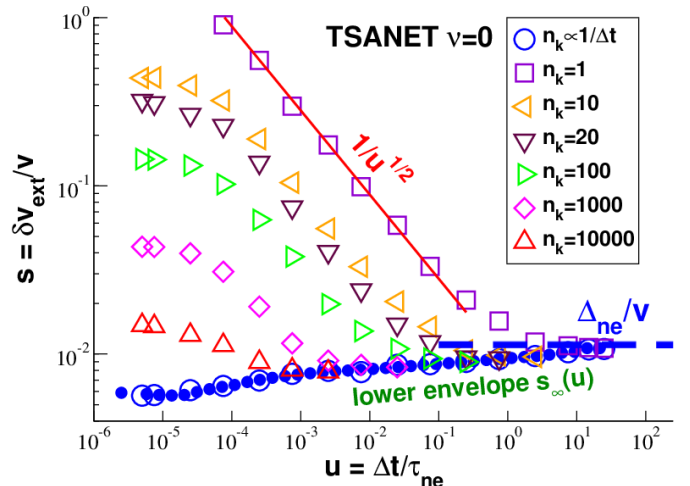 TSANET ν=0
n_k∝1/Δt
n_k=1
n_k=10
n_k=20
n_k=100
n_k=1000
n_k=10000
1/u^{1/2}
Δ_ne/v
lower envelope s_∞(u)
s = δv_ext/v
10^0
10^-1
10^-2
10^-6
10^-5
10^-4
10^-3
10^-2
10^-1
10^0
10^1
10^2
u = Δt/τ_ne